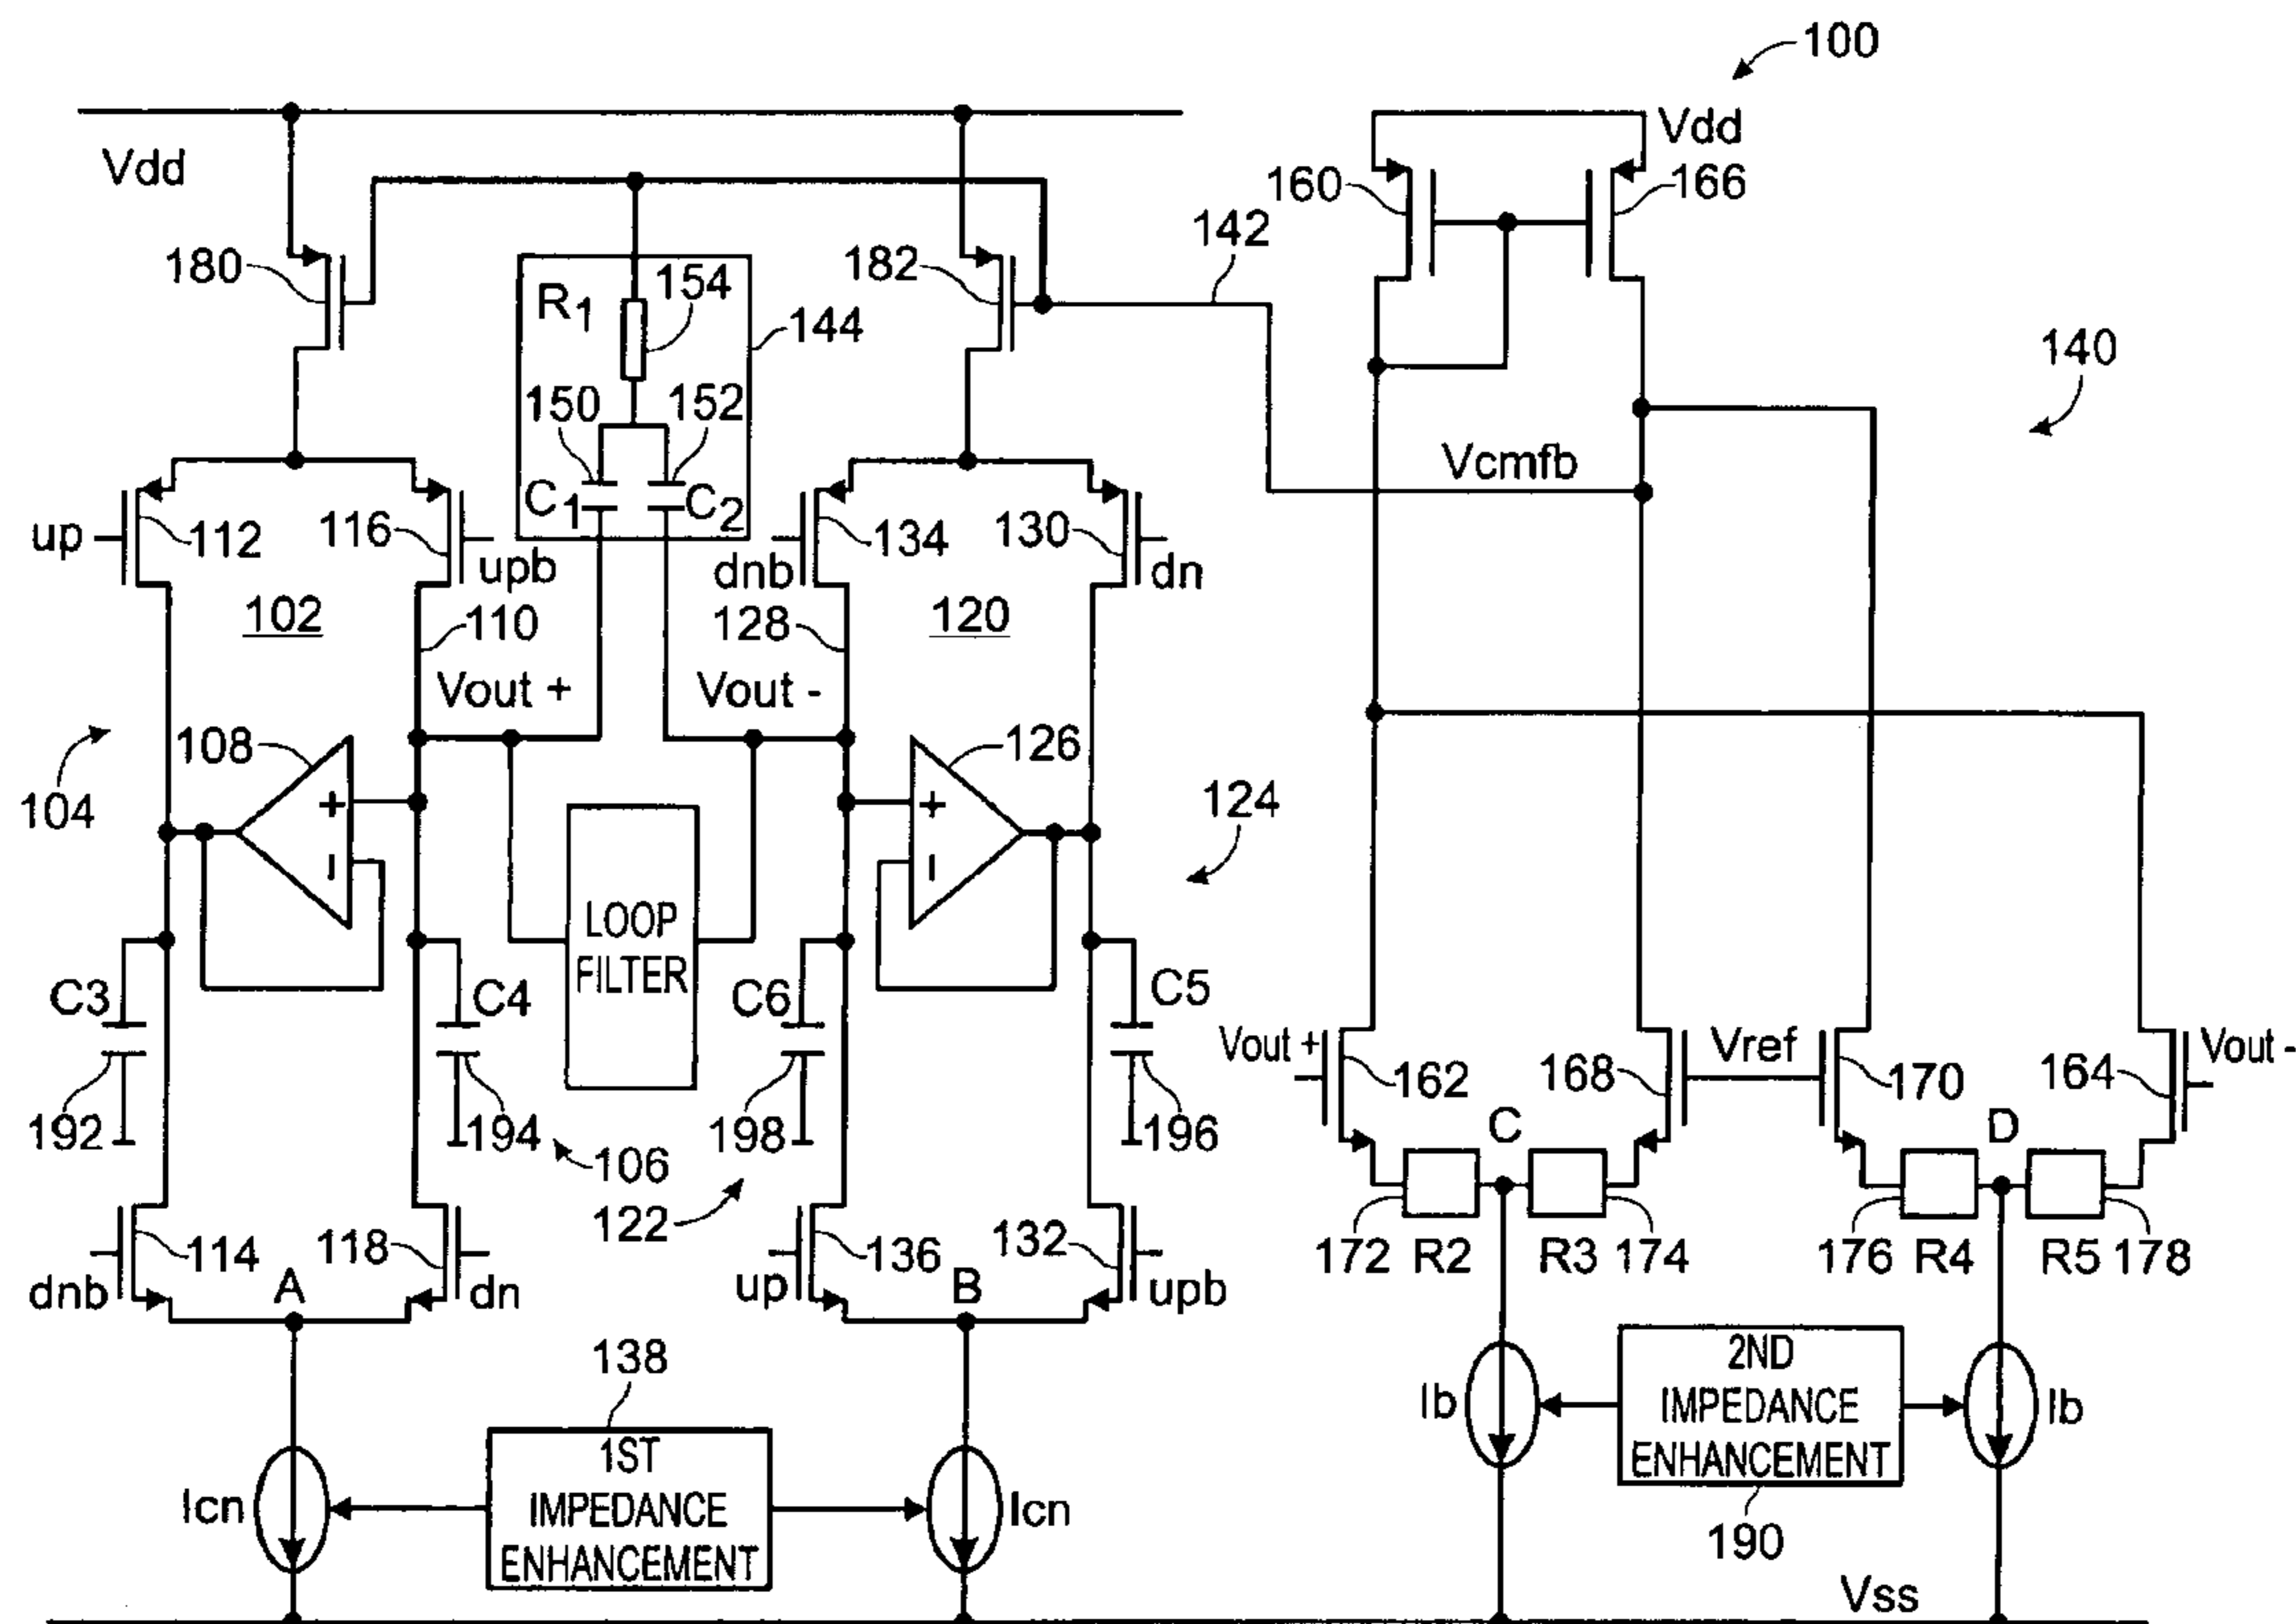 100
Vdd
Vdd
160
166
142
180
182
154
R1
144
140
150
152
Vcmfb
C1
C2
up
112
116
upb
134
130
dnb
dn
102
110
128
120
Vout +
Vout -
108
126
104
124
LOOP
FILTER
C3
C4
C6
C5
Vout +
162
168
Vref
170
164
Vout -
192
194
106
198
196
C
D
122
172
R2
R3
174
176
R4
R5
178
114
118
136
132
dnb
A
dn
up
B
upb
138
1ST
IMPEDANCE
ENHANCEMENT
Icn
Icn
2ND
IMPEDANCE
ENHANCEMENT
Ib
Ib
190
Vss
+
-
+
-